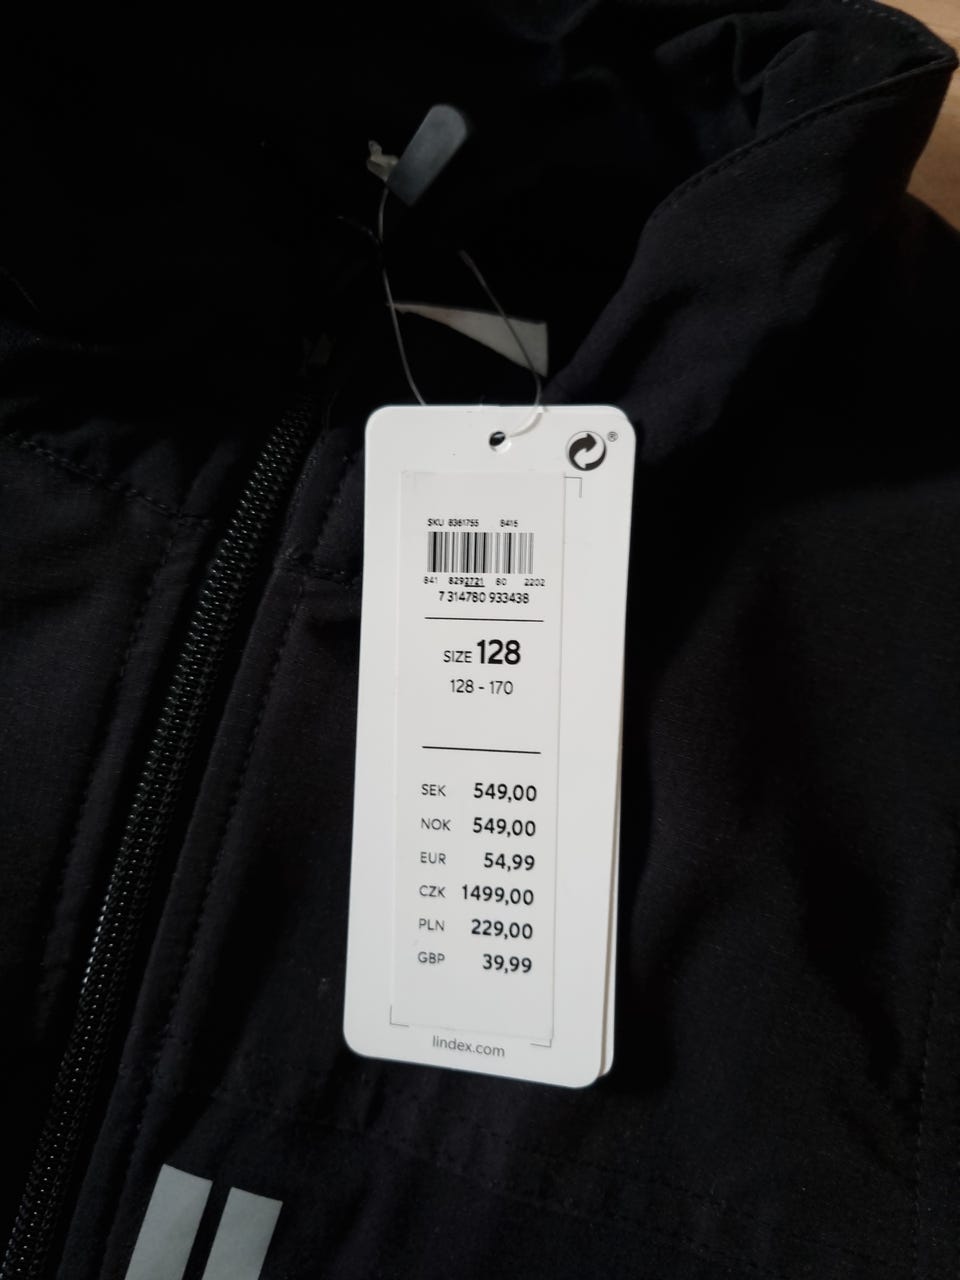 ®
SKU 8361755 8415
841 8292721 80 2202
7 314780 933438
SIZE 128
128 - 170
SEK 549,00
NOK 549,00
EUR 54,99
CZK 1499,00
PLN 229,00
GBP 39,99
lindex.com